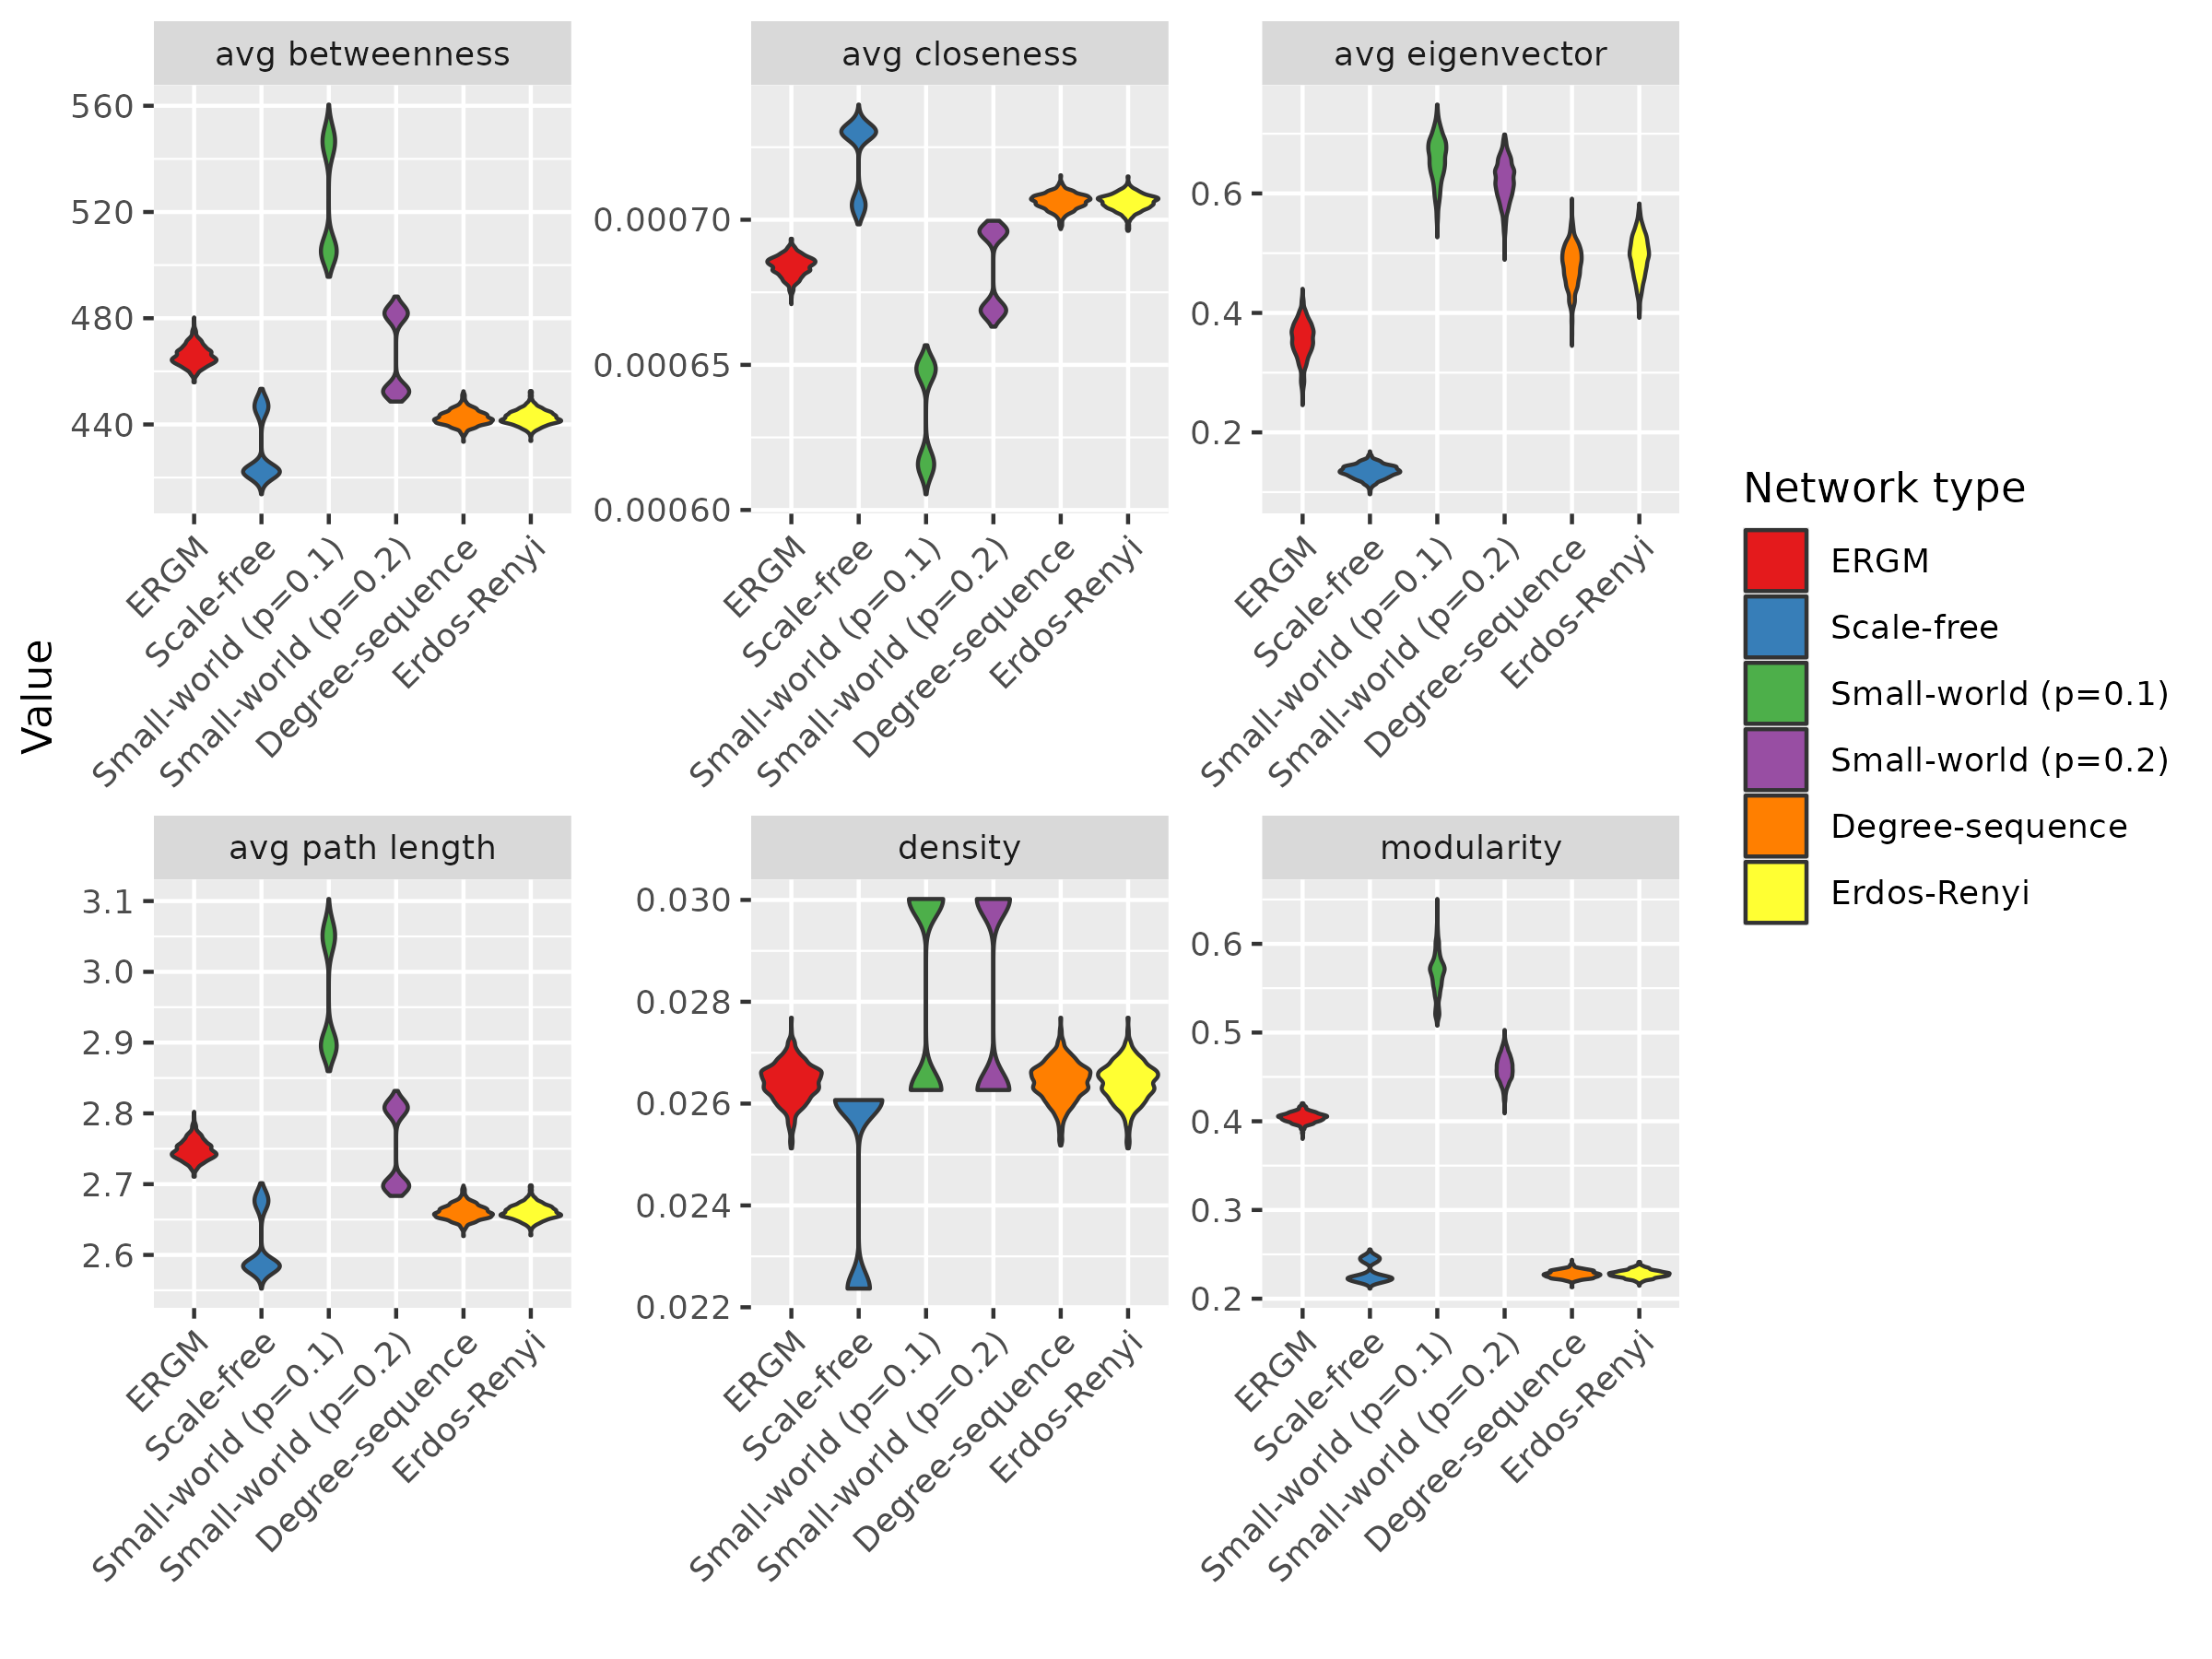 avg betweenness
avg closeness
avg eigenvector
560
520
480
440
0.00070
0.00065
0.00060
0.6
0.4
0.2
ERGM
Scale-free
Small-world (p=0.1)
Small-world (p=0.2)
Degree-sequence
Erdos-Renyi
ERGM
Scale-free
Small-world (p=0.1)
Small-world (p=0.2)
Degree-sequence
Erdos-Renyi
ERGM
Scale-free
Small-world (p=0.1)
Small-world (p=0.2)
Degree-sequence
Erdos-Renyi
Value
avg path length
density
modularity
3.1
3.0
2.9
2.8
2.7
2.6
0.030
0.028
0.026
0.024
0.022
0.6
0.5
0.4
0.3
0.2
ERGM
Scale-free
Small-world (p=0.1)
Small-world (p=0.2)
Degree-sequence
Erdos-Renyi
ERGM
Scale-free
Small-world (p=0.1)
Small-world (p=0.2)
Degree-sequence
Erdos-Renyi
ERGM
Scale-free
Small-world (p=0.1)
Small-world (p=0.2)
Degree-sequence
Erdos-Renyi
Network type
ERGM
Scale-free
Small-world (p=0.1)
Small-world (p=0.2)
Degree-sequence
Erdos-Renyi